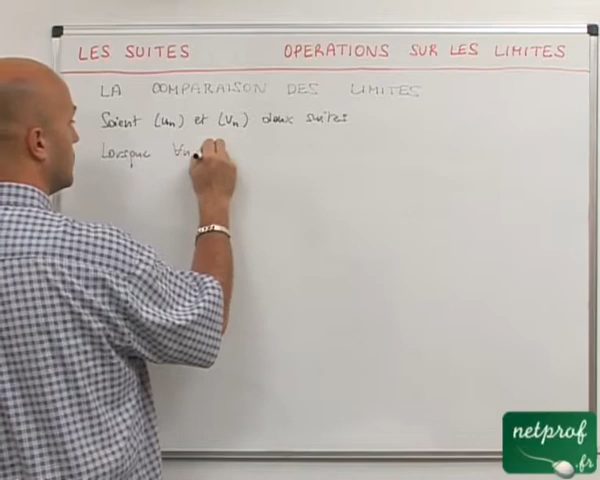 LES SUITES OPERATIONS SUR LES LIMITES
LA COMPARAISON DES LIMITES
Soient (un) et (vn) deux suites
Lorsque ∀n
netprof
.fr